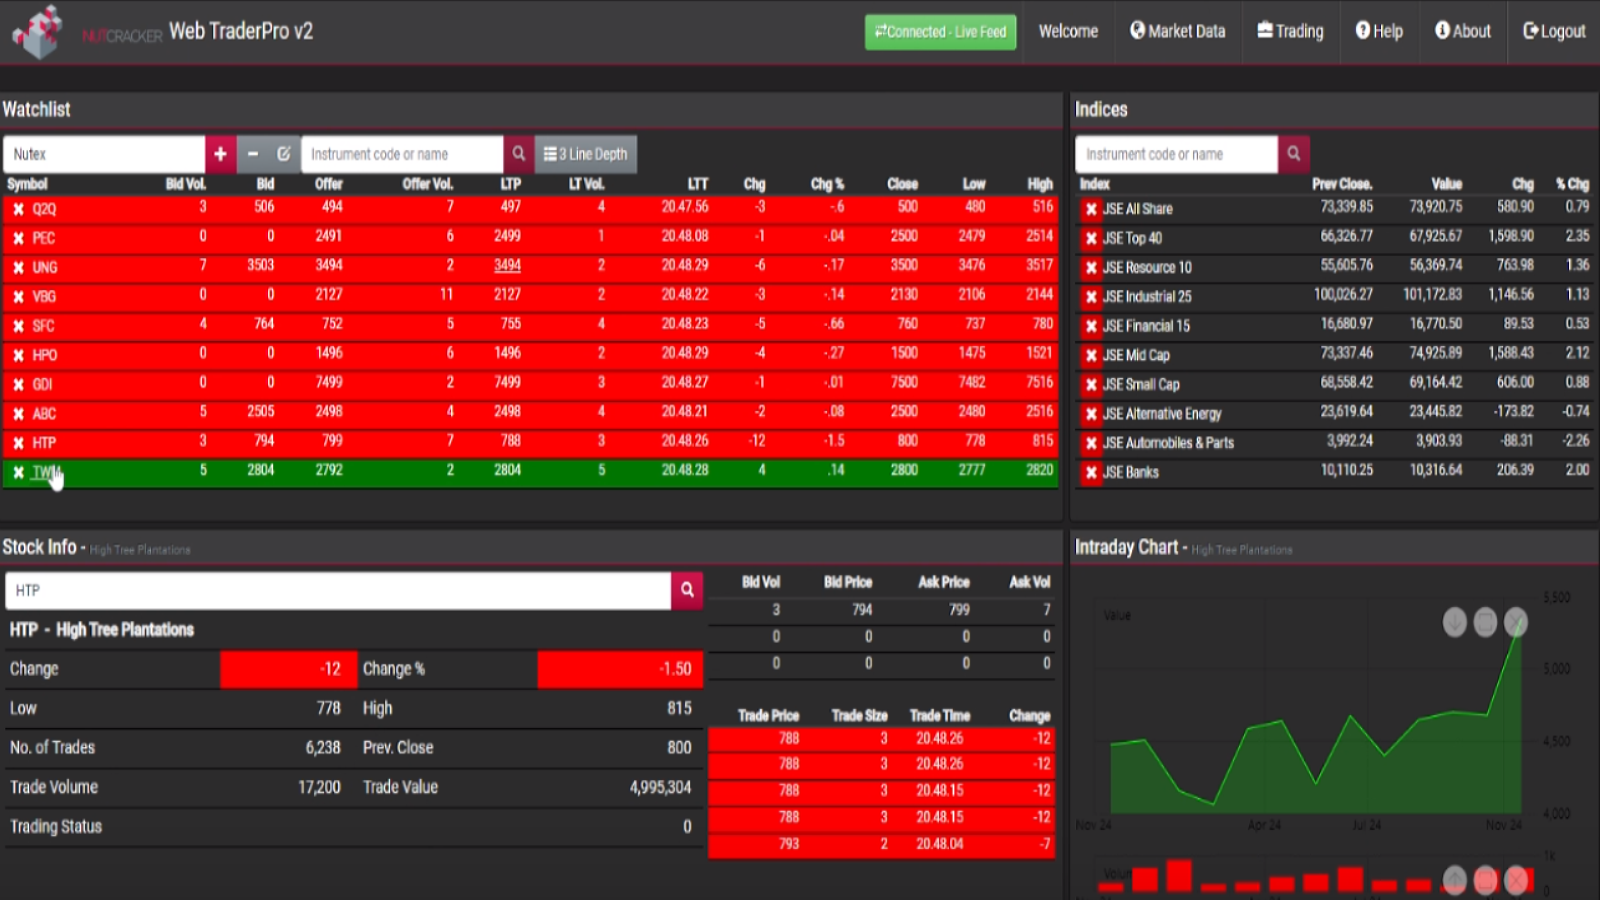 NUTCRACKER Web TraderPro v2
Connected - Live Feed Welcome Market Data Trading Help About Logout
Watchlist
Nutex Instrument code or name 3 Line Depth
Symbol Bid Vol. Bid Offer Offer Vol. LTP LT Vol. LTT Chg Chg % Close Low High
Q2Q 3 506 494 7 497 4 20.47.56 -3 -.6 500 480 516
PEC 0 0 2491 6 2499 1 20.48.08 -1 -.04 2500 2479 2514
UNG 7 3503 3494 2 3494 2 20.48.29 -6 -.17 3500 3476 3517
VBG 0 0 2127 11 2127 2 20.48.22 -3 -.14 2130 2106 2144
SFC 4 764 752 5 755 4 20.48.23 -5 -.66 760 737 780
HPO 0 0 1496 6 1496 2 20.48.29 -4 -.27 1500 1475 1521
GDI 0 0 7499 2 7499 3 20.48.27 -1 -.01 7500 7482 7516
ABC 5 2505 2498 4 2498 4 20.48.21 -2 -.08 2500 2480 2516
HTP 3 794 799 7 788 3 20.48.26 -12 -1.5 800 778 815
5 2804 2792 2 2804 5 20.48.28 4 .14 2800 2777 2820
Indices
Instrument code or name
Index Prev Close. Value Chg % Chg
JSE All Share 73,339.85 73,920.75 580.90 0.79
JSE Top 40 66,326.77 67,925.67 1,598.90 2.35
JSE Resource 10 55,605.76 56,369.74 763.98 1.36
JSE Industrial 25 100,026.27 101,172.83 1,146.56 1.13
JSE Financial 15 16,680.97 16,770.50 89.53 0.53
JSE Mid Cap 73,337.46 74,925.89 1,588.43 2.12
JSE Small Cap 68,558.42 69,164.42 606.00 0.88
JSE Alternative Energy 23,619.64 23,445.82 -173.82 -0.74
JSE Automobiles & Parts 3,992.24 3,903.93 -88.31 -2.26
JSE Banks 10,110.25 10,316.64 206.39 2.00
Stock Info - High Tree Plantations
HTP
HTP - High Tree Plantations
Change -12 Change % -1.50
Low 778 High 815
No. of Trades 6,238 Prev. Close 800
Trade Volume 17,200 Trade Value 4,995,304
Trading Status 0
Bid Vol Bid Price Ask Price Ask Vol
3 794 799 7
0 0 0 0
0 0 0 0
Trade Price Trade Size Trade Time Change
788 3 20.48.26 -12
788 3 20.48.26 -12
788 3 20.48.15 -12
788 3 20.48.15 -12
793 2 20.48.04 -7
Intraday Chart - High Tree Plantations
Value
5,500
5,000
4,500
4,000
Nov 24 Apr 24 Jul 24 Nov 24
1k
0